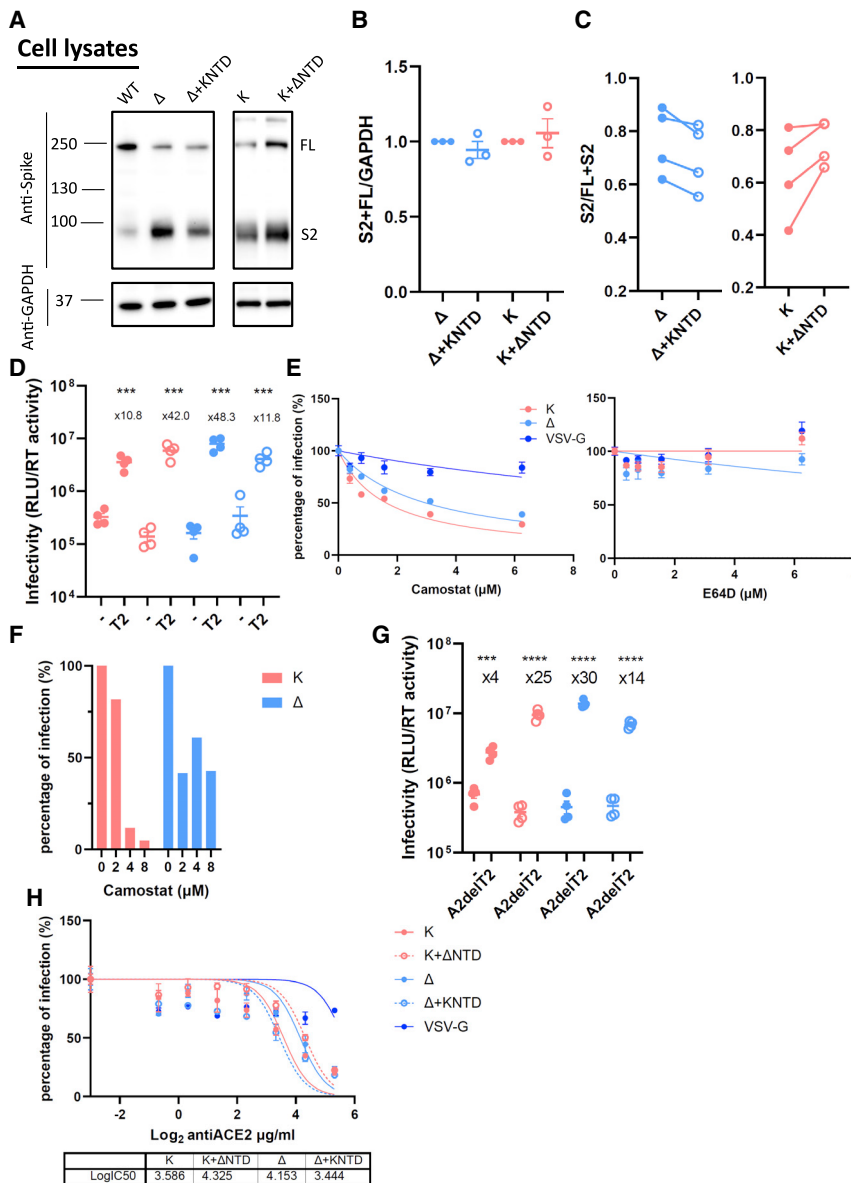 A
Cell lysates
WT
Δ
Δ+KNTD
K
K+ΔNTD
Anti-Spike
250
130
100
FL
S2
Anti-GAPDH
37
B
S2+FL/GAPDH
1.5
1.0
0.5
0.0
Δ
Δ+KNTD
K
K+ΔNTD
C
S2/FL+S2
1.0
0.8
0.6
0.4
0.2
Δ
Δ+KNTD
1.0
0.8
0.6
0.4
0.2
K
K+ΔNTD
D
Infectivity (RLU/RT activity)
10⁸
10⁷
10⁶
10⁵
10⁴
*** *** *** ***
x10.8 x42.0 x48.3 x11.8
- T2 - T2 - T2 - T2
E
percentage of infection (%)
150
100
50
0
0 2 4 6 8
Camostat (µM)
K
Δ
VSV-G
150
100
50
0
0 2 4 6
E64D (µM)
F
percentage of infection (%)
100
50
0
0 2 4 8 0 2 4 8
Camostat (µM)
K
Δ
G
Infectivity (RLU/RT activity)
10⁸
10⁷
10⁶
10⁵
*** **** **** ****
x4 x25 x30 x14
- - - -
A2delT2 A2delT2 A2delT2 A2delT2
H
percentage of infection (%)
150
100
50
0
-2 0 2 4 6
Log₂ antiACE2 µg/ml
K
K+ΔNTD
Δ
Δ+KNTD
VSV-G
K K+ΔNTD Δ Δ+KNTD
LogIC50 3.586 4.325 4.153 3.444